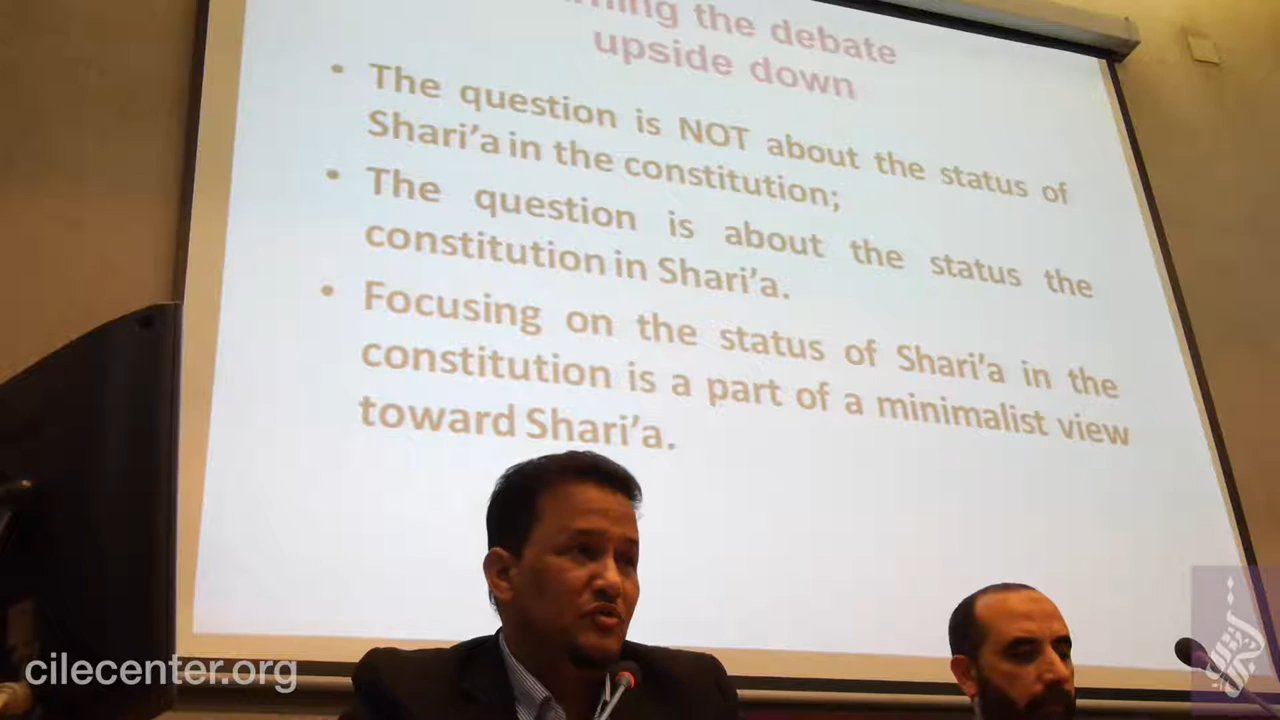 the debate
upside down
• The question is NOT about the status of
Shari'a in the constitution;
• The question is about the status the
constitution in Shari'a.
• Focusing on the status of Shari'a in the
constitution is a part of a minimalist view
toward Shari'a.
cilecenter.org